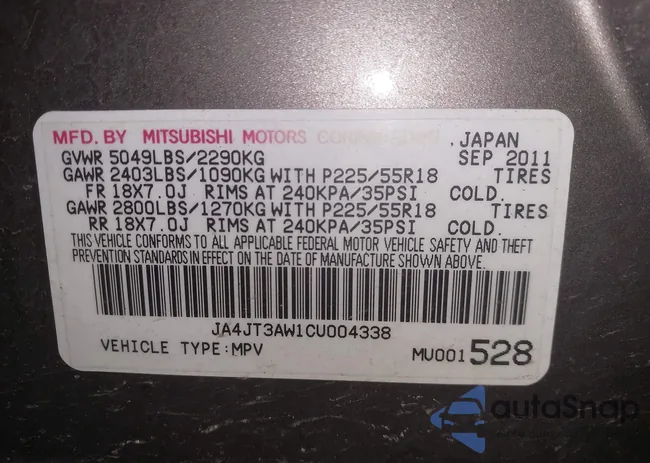 MFD. BY MITSUBISHI MOTORS CORPORATION, JAPAN
GVWR 5049LBS/2290KG SEP 2011
GAWR 2403LBS/1090KG WITH P225/55R18 TIRES
FR 18X7.0J RIMS AT 240KPA/35PSI COLD.
GAWR 2800LBS/1270KG WITH P225/55R18 TIRES
RR 18X7.0J RIMS AT 240KPA/35PSI COLD.
THIS VEHICLE CONFORMS TO ALL APPLICABLE FEDERAL MOTOR VEHICLE SAFETY AND THEFT
PREVENTION STANDARDS IN EFFECT ON THE DATE OF MANUFACTURE SHOWN ABOVE.
JA4JT3AW1CU004338
VEHICLE TYPE:MPV MU001528
autoSnap